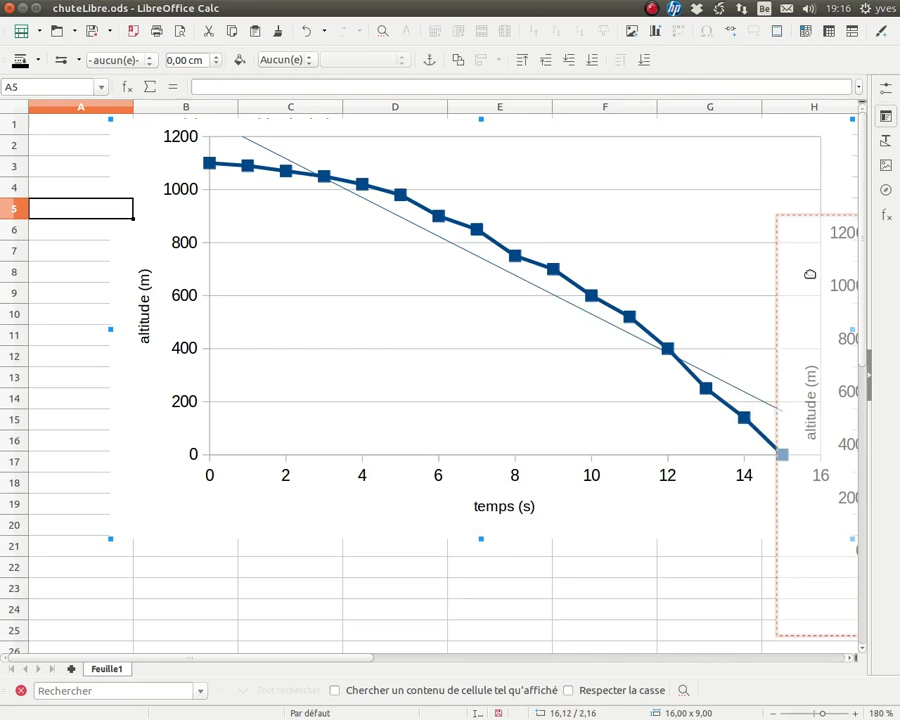 chuteLibre.ods - LibreOffice Calc
Be
19:16
yves
- aucun(e)-
0,00 cm
Aucun(e)
A5
A B C D E F G H
1
2
3
4
5
6
7
8
9
10
11
12
13
14
15
16
17
18
19
20
21
22
23
24
25
26
1200
1000
800
600
400
200
0
0 2 4 6 8 10 12 14 16
altitude (m)
temps (s)
1200
1000
800
600
400
200
altitude (m)
Feuille1
Rechercher
Tout rechercher
Chercher un contenu de cellule tel qu'affiché
Respecter la casse
Par défaut
16,12 / 2,16
16,00 x 9,00
180 %